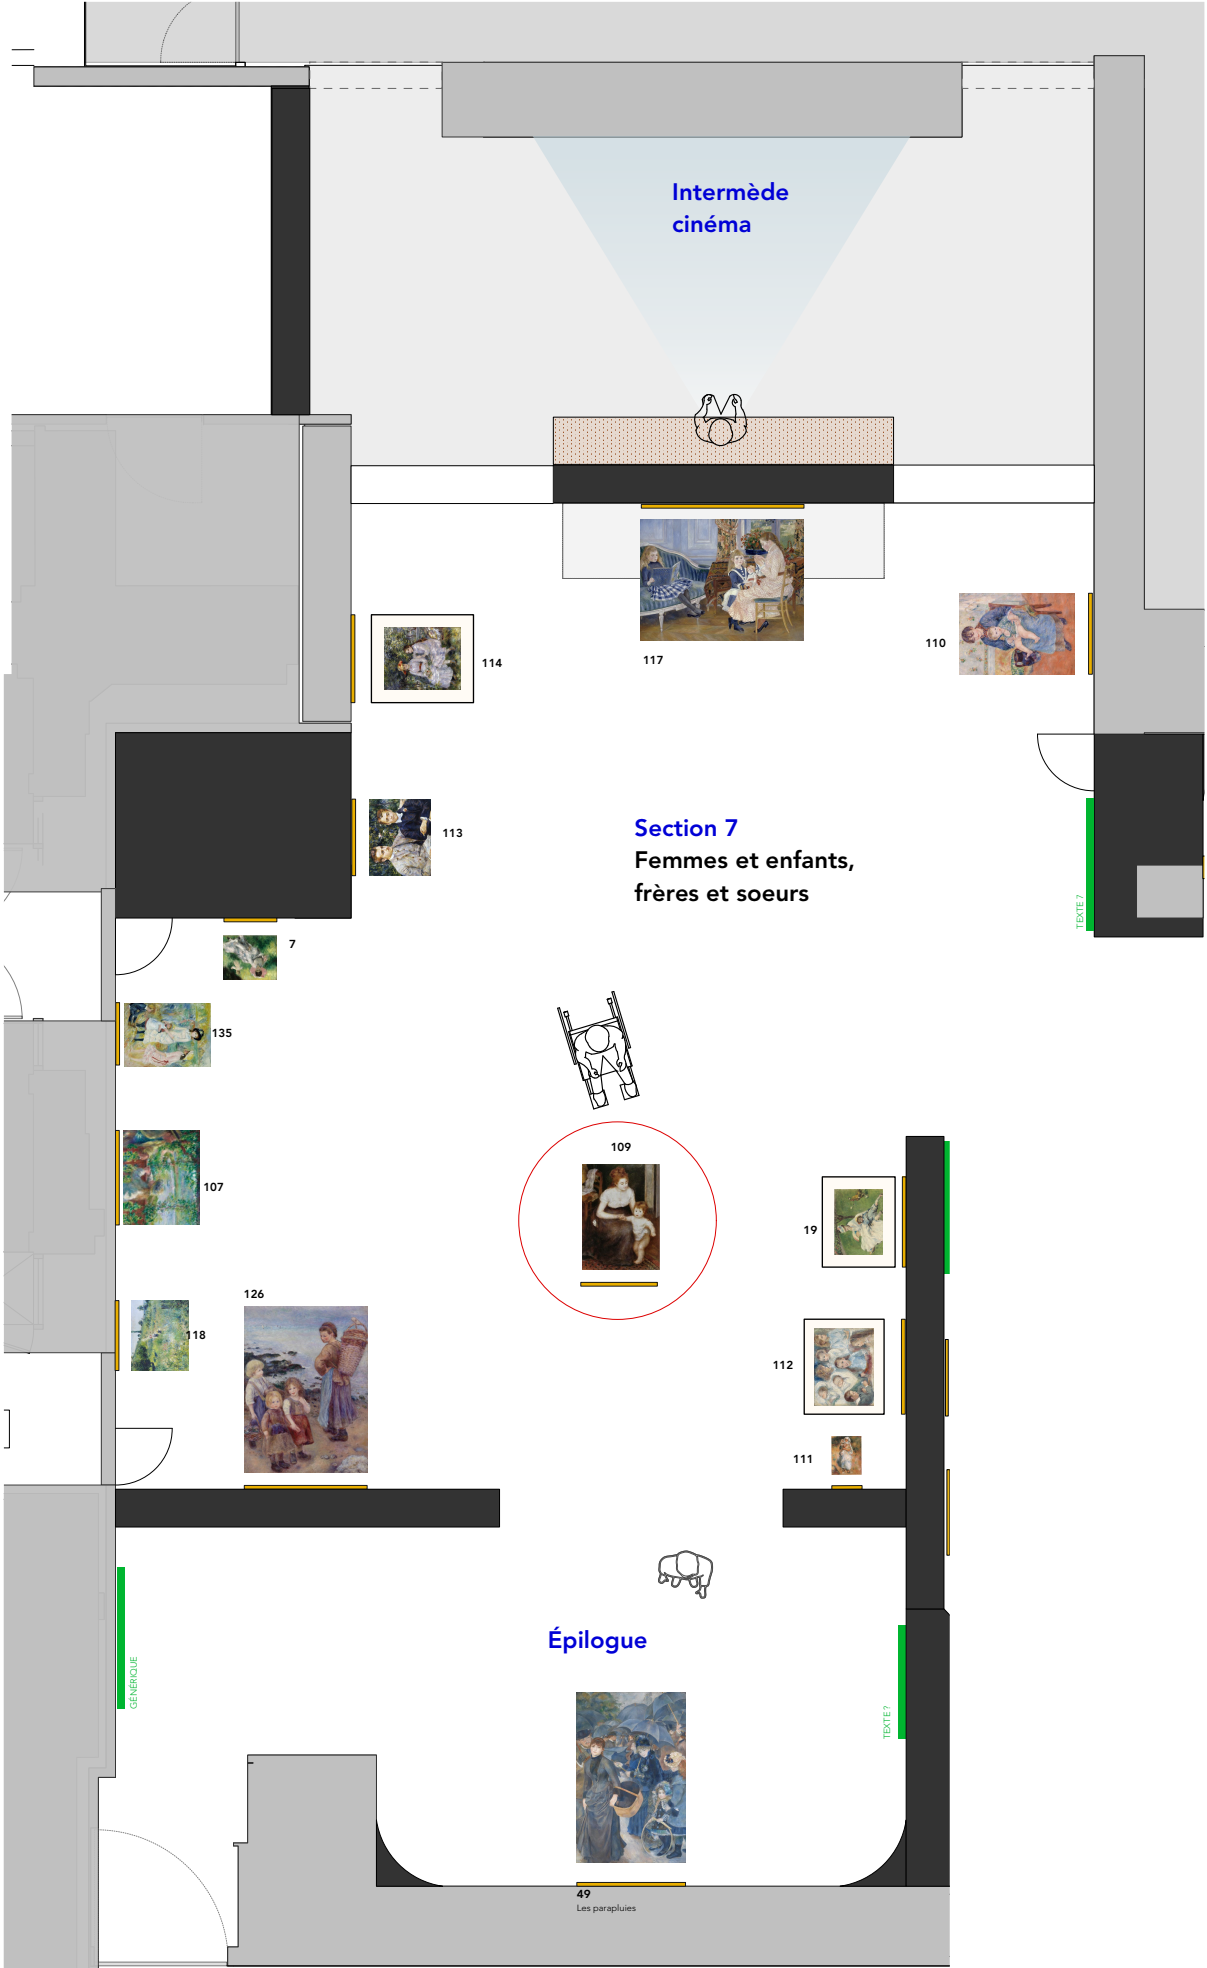 Intermède
cinéma
114
117
110
113
Section 7
Femmes et enfants,
frères et soeurs
TEXTE 7
7
135
109
107
19
126
118
112
111
Épilogue
GÉNÉRIQUE
TEXTE ?
49
Les parapluies